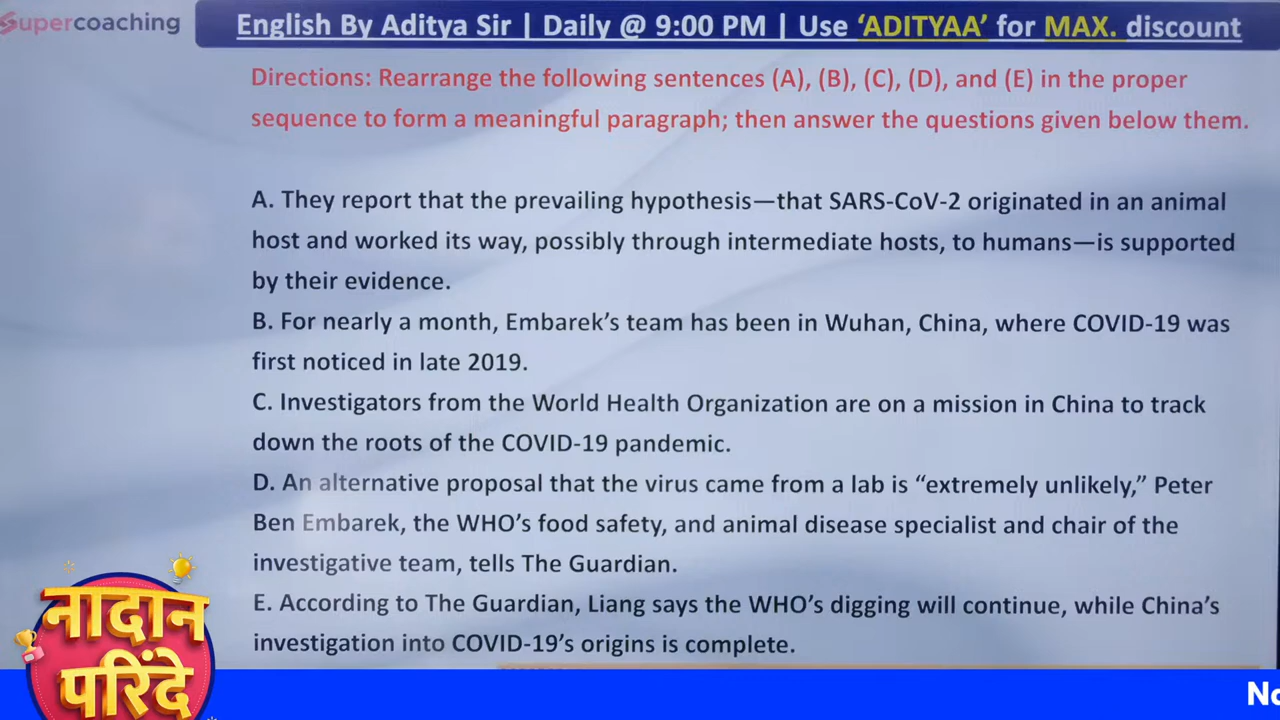 Supercoaching
English By Aditya Sir | Daily @ 9:00 PM | Use ‘ADITYAA’ for MAX. discount
Directions: Rearrange the following sentences (A), (B), (C), (D), and (E) in the proper
sequence to form a meaningful paragraph; then answer the questions given below them.
A. They report that the prevailing hypothesis—that SARS-CoV-2 originated in an animal
host and worked its way, possibly through intermediate hosts, to humans—is supported
by their evidence.
B. For nearly a month, Embarek’s team has been in Wuhan, China, where COVID-19 was
first noticed in late 2019.
C. Investigators from the World Health Organization are on a mission in China to track
down the roots of the COVID-19 pandemic.
D. An alternative proposal that the virus came from a lab is “extremely unlikely,” Peter
Ben Embarek, the WHO’s food safety, and animal disease specialist and chair of the
investigative team, tells The Guardian.
E. According to The Guardian, Liang says the WHO’s digging will continue, while China’s
investigation into COVID-19’s origins is complete.
नादान
परिंदे